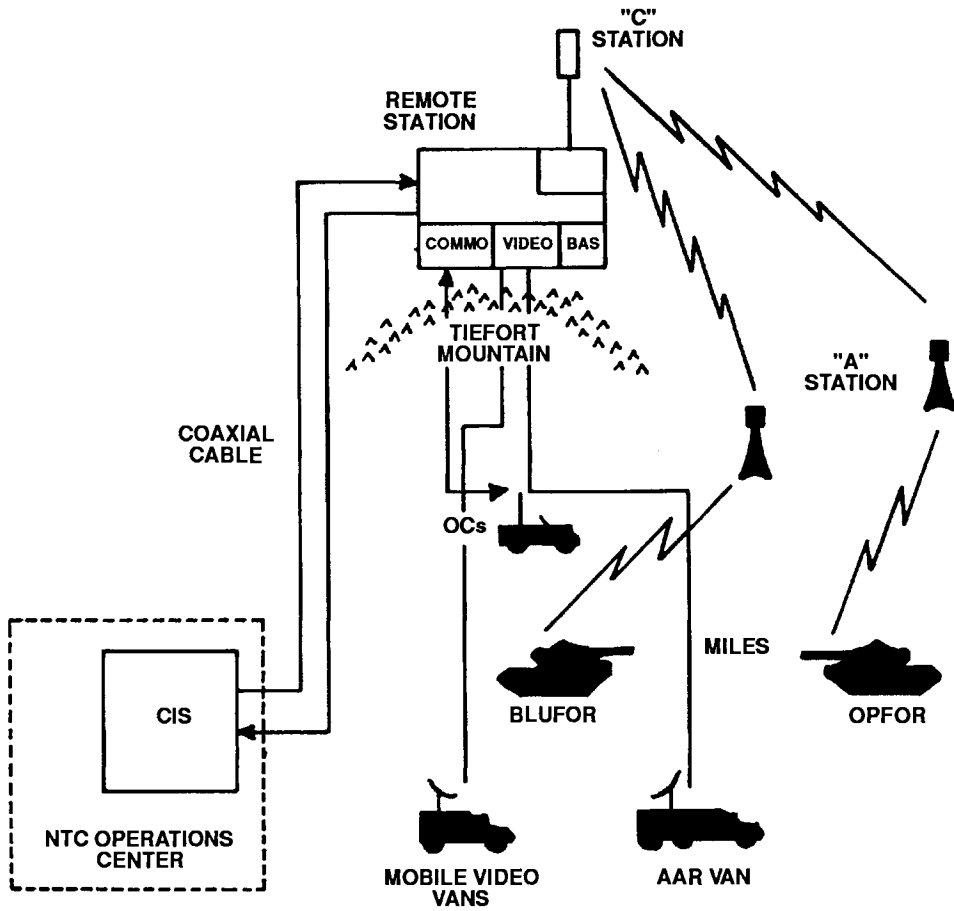 "C"
STATION
REMOTE
STATION
COMMO
VIDEO
BAS
TIEFORT
MOUNTAIN
"A"
STATION
COAXIAL
CABLE
OCs
MILES
BLUFOR
OPFOR
CIS
NTC OPERATIONS
CENTER
MOBILE VIDEO
VANS
AAR VAN